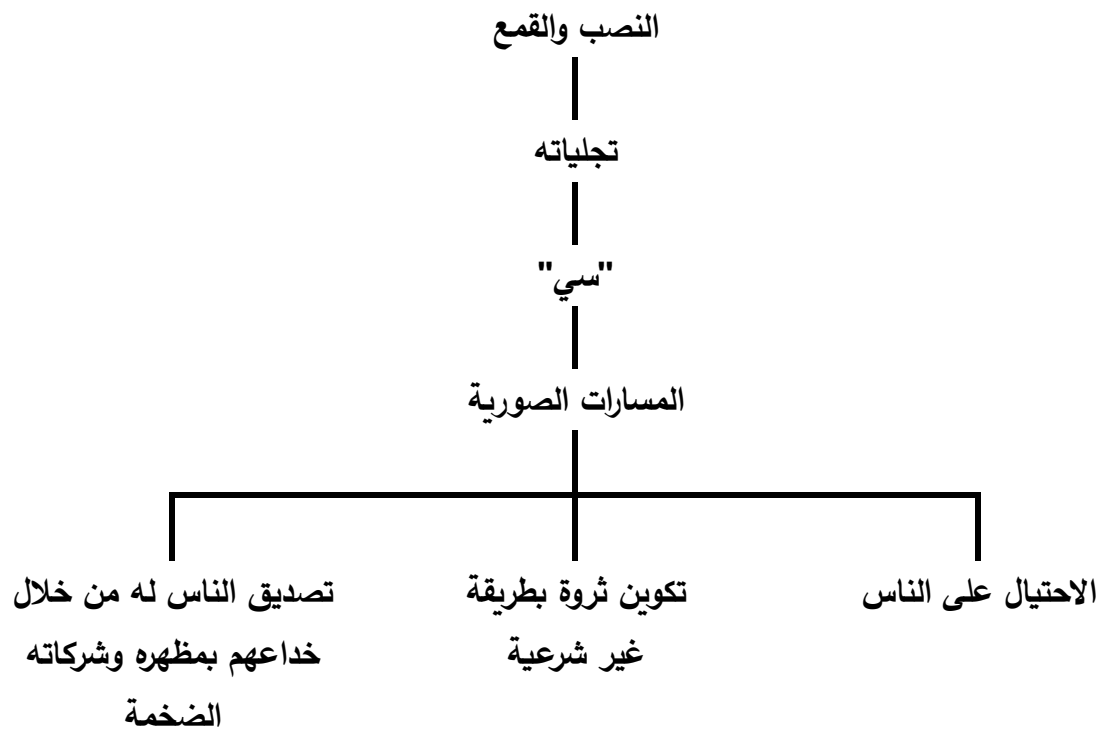 النصب والقمع
تجلياته
"سي"
المسارات الصورية
الاحتيال على الناس
تكوين ثروة بطريقة
غير شرعية
تصديق الناس له من خلال
خداعهم بمظهره وشركاته
الضخمة